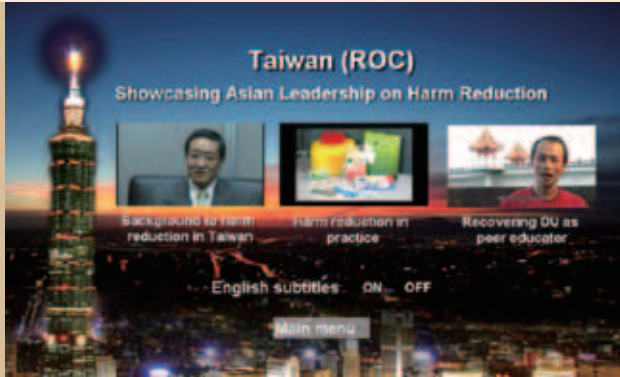 Taiwan (ROC)
Showcasing Asian Leadership on Harm Reduction
Background to harm
reduction in Taiwan
Harm reduction in
practice
Recovering DU as
peer educator
English subtitles ON OFF
Main menu